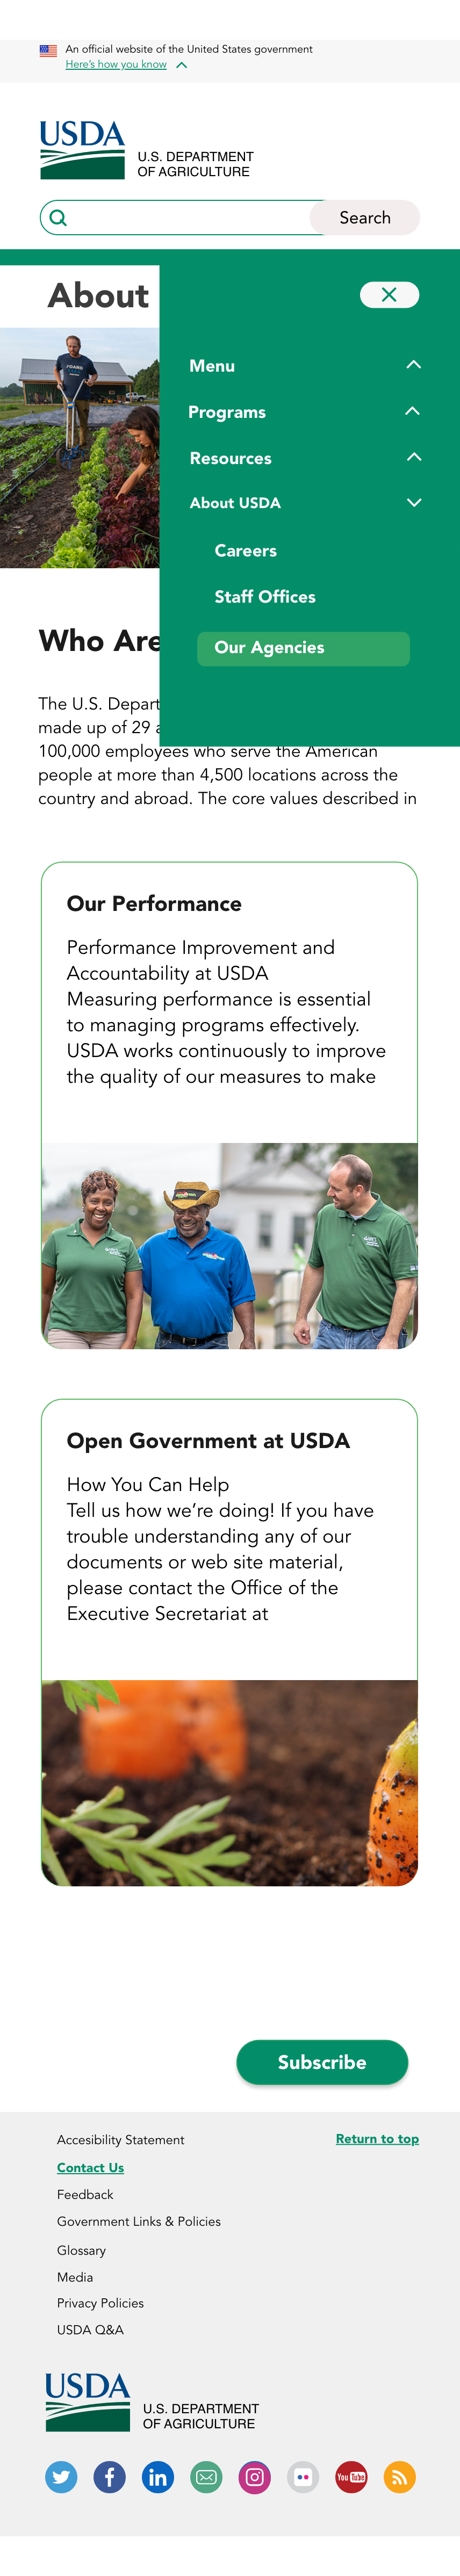 An official website of the United States government
Here's how you know
USDA
U.S. DEPARTMENT
OF AGRICULTURE
Search
About
Menu
Programs
Resources
About USDA
Careers
Staff Offices
Our Agencies
Who Are
The U.S. Depart
made up of 29
100,000 employees who serve the American
people at more than 4,500 locations across the
country and abroad. The core values described in
Our Performance
Performance Improvement and
Accountability at USDA
Measuring performance is essential
to managing programs effectively.
USDA works continuously to improve
the quality of our measures to make
Open Government at USDA
How You Can Help
Tell us how we're doing! If you have
trouble understanding any of our
documents or web site material,
please contact the Office of the
Executive Secretariat at
Subscribe
Accesibility Statement
Return to top
Contact Us
Feedback
Government Links & Policies
Glossary
Media
Privacy Policies
USDA Q&A
USDA
U.S. DEPARTMENT
OF AGRICULTURE
You Tube